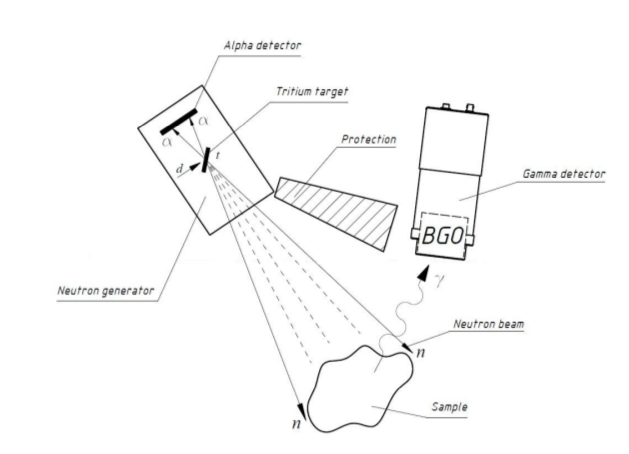 Alpha detector
Tritium target
α
α
t
d
Protection
Gamma detector
BGO
Neutron generator
γ
Neutron beam
n
n
Sample